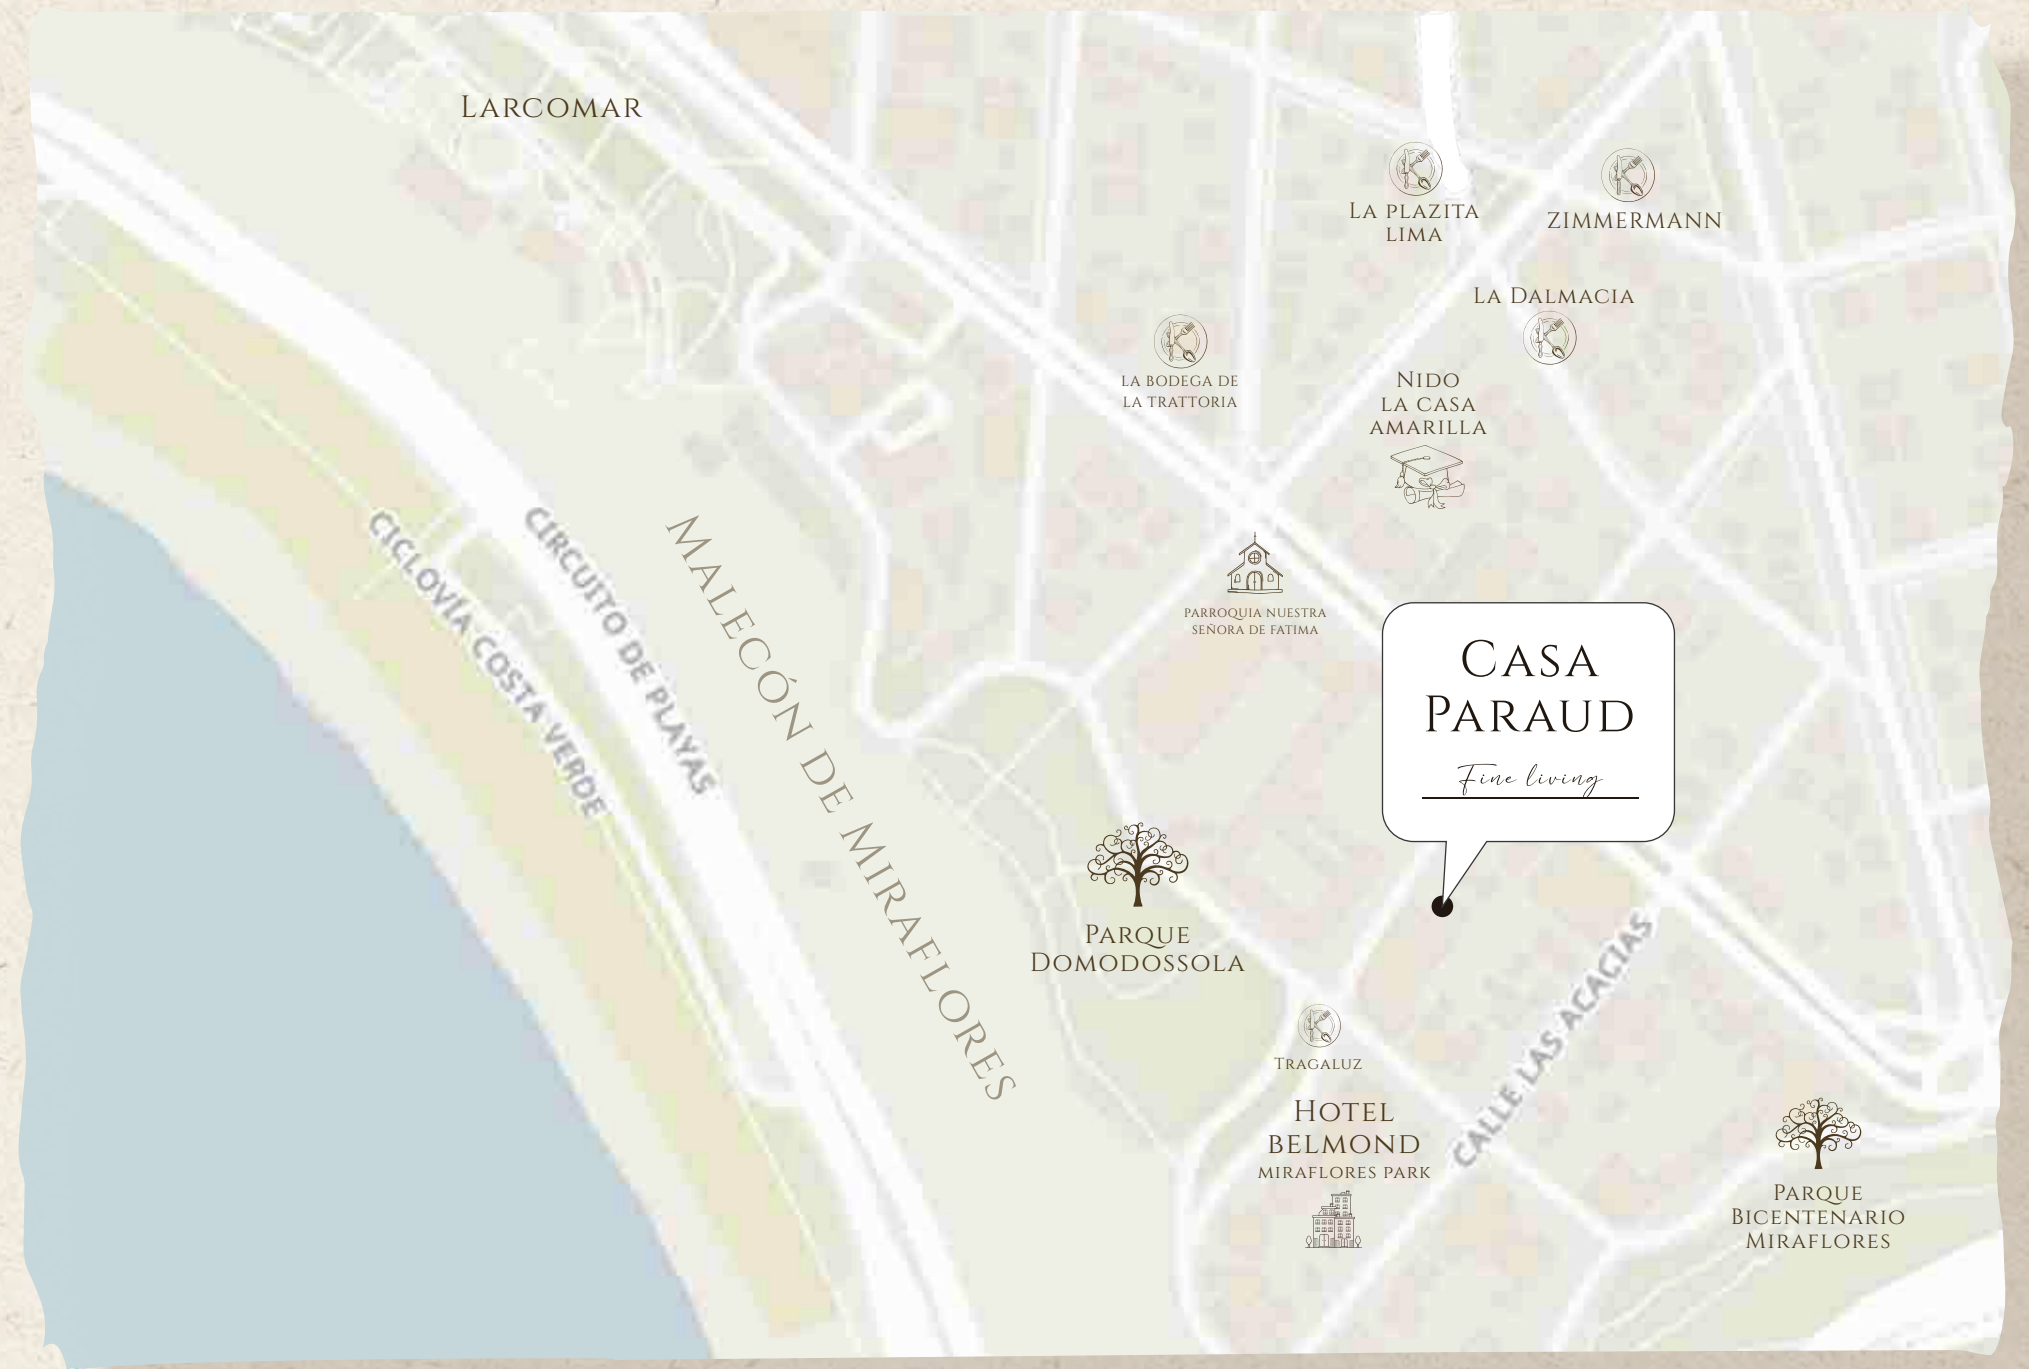 LARCOMAR
LA PLAZITA
LIMA
ZIMMERMANN
LA DALMACIA
LA BODEGA DE
LA TRATTORIA
NIDO
LA CASA
AMARILLA
CICLOVÍA COSTA VERDE
CIRCUITO DE PLAYAS
MALECÓN DE MIRAFLORES
PARROQUIA NUESTRA
SEÑORA DE FATIMA
CASA
PARAUD
Fine living
PARQUE
DOMODOSSOLA
TRAGALUZ
HOTEL
BELMOND
MIRAFLORES PARK
CALLE LAS ACACIAS
PARQUE
BICENTENARIO
MIRAFLORES